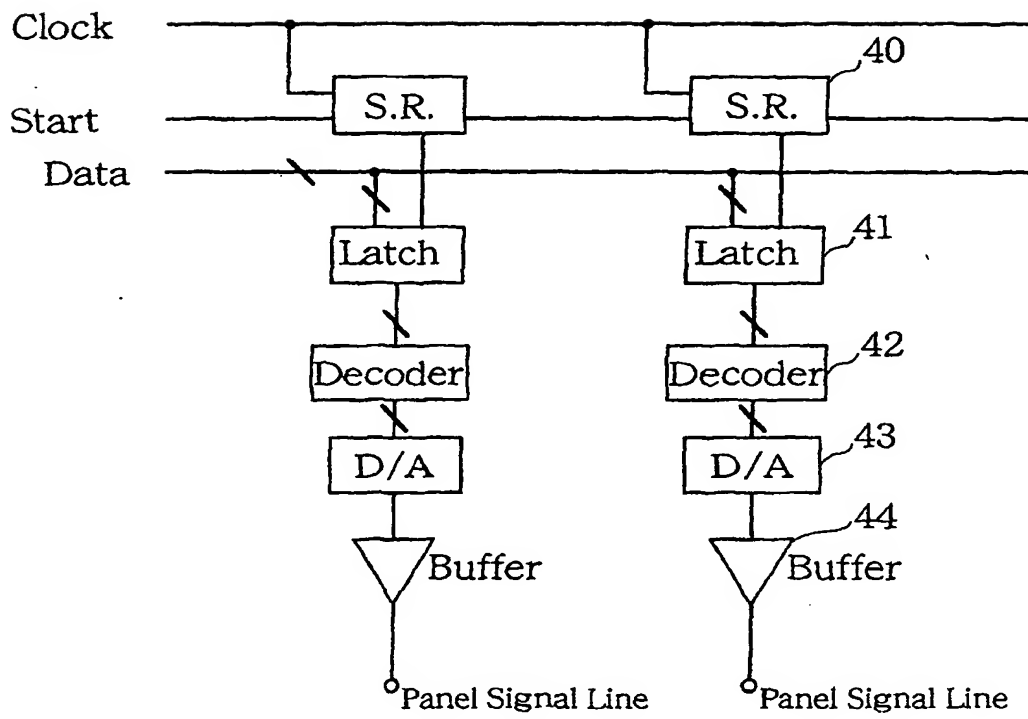 Clock
40
S.R. S.R.
Start
Data
41
Latch Latch
42
Decoder Decoder
43
D/A D/A
44
Buffer Buffer
Panel Signal Line Panel Signal Line